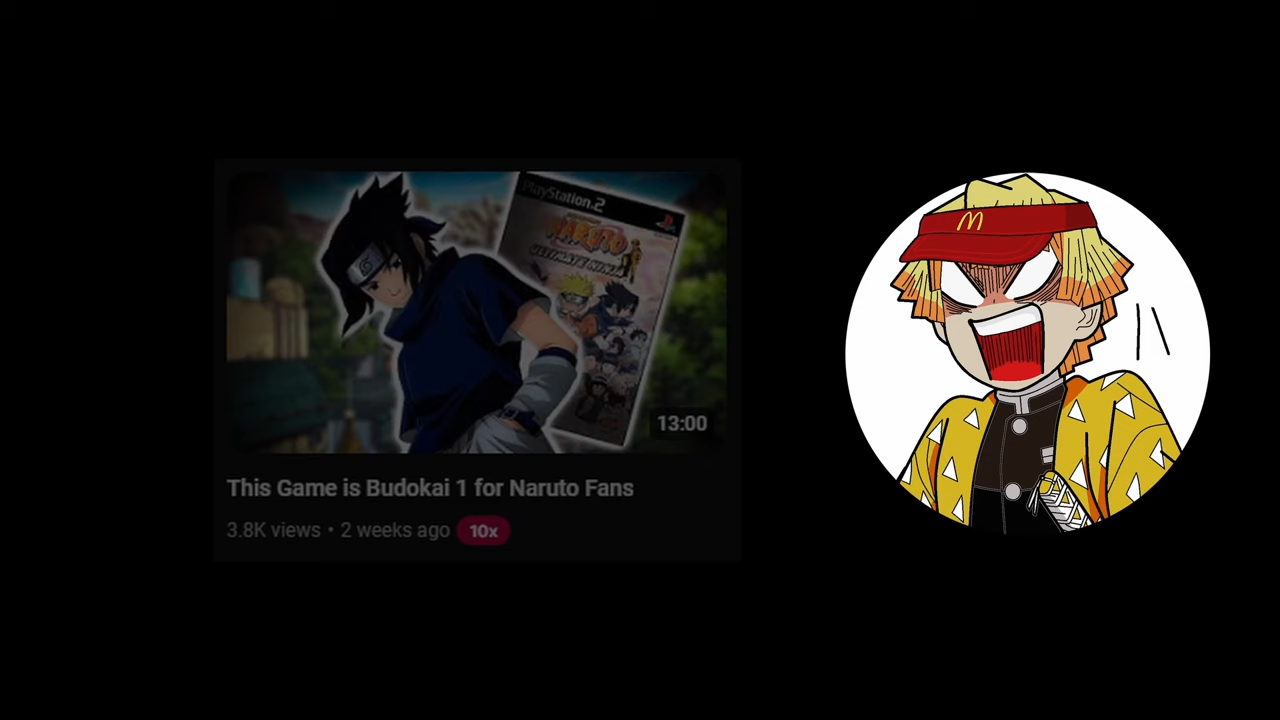 PlayStation.2
NARUTO
ULTIMATE NINJA
13:00
This Game is Budokai 1 for Naruto Fans
3.8K views • 2 weeks ago 10x